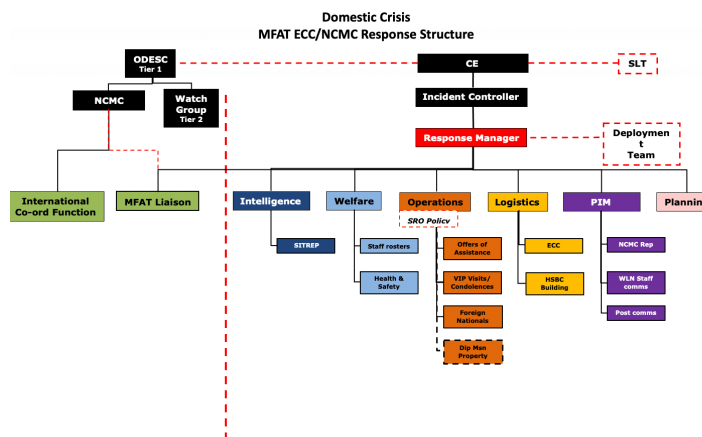 Domestic Crisis
MFAT ECC/NCMC Response Structure
ODESC
Tier 1
CE
SLT
NCMC
Watch
Group
Tier 2
Incident Controller
Response Manager
Deploymen
t
Team
International
Co-ord Function
MFAT Liaison
Intelligence
Welfare
Operations
Logistics
PIM
Plannin
SRO Policy
SITREP
Staff rosters
Offers of
Assistance
ECC
NCMC Rep
Health &
Safety
VIP Visits/
Condolences
HSBC
Building
WLN Staff
comms
Foreign
Nationals
Post comms
Dip Msn
Property